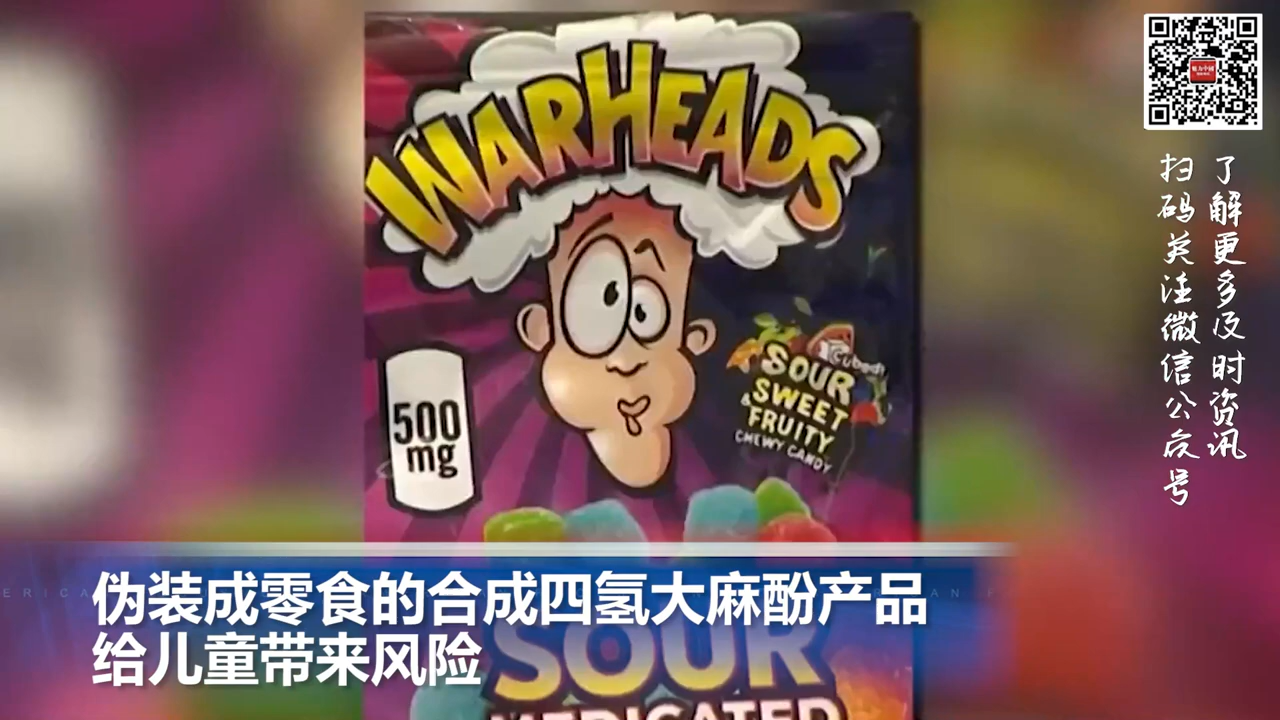 WARHEADS
500
mg
Cubed!
SOUR
SWEET
& FRUITY
CHEWY CANDY
了解更多及时资讯
扫码关注微信公众号
伪装成零食的合成四氢大麻酚产品
给儿童带来风险
SOUR
MEDICATED